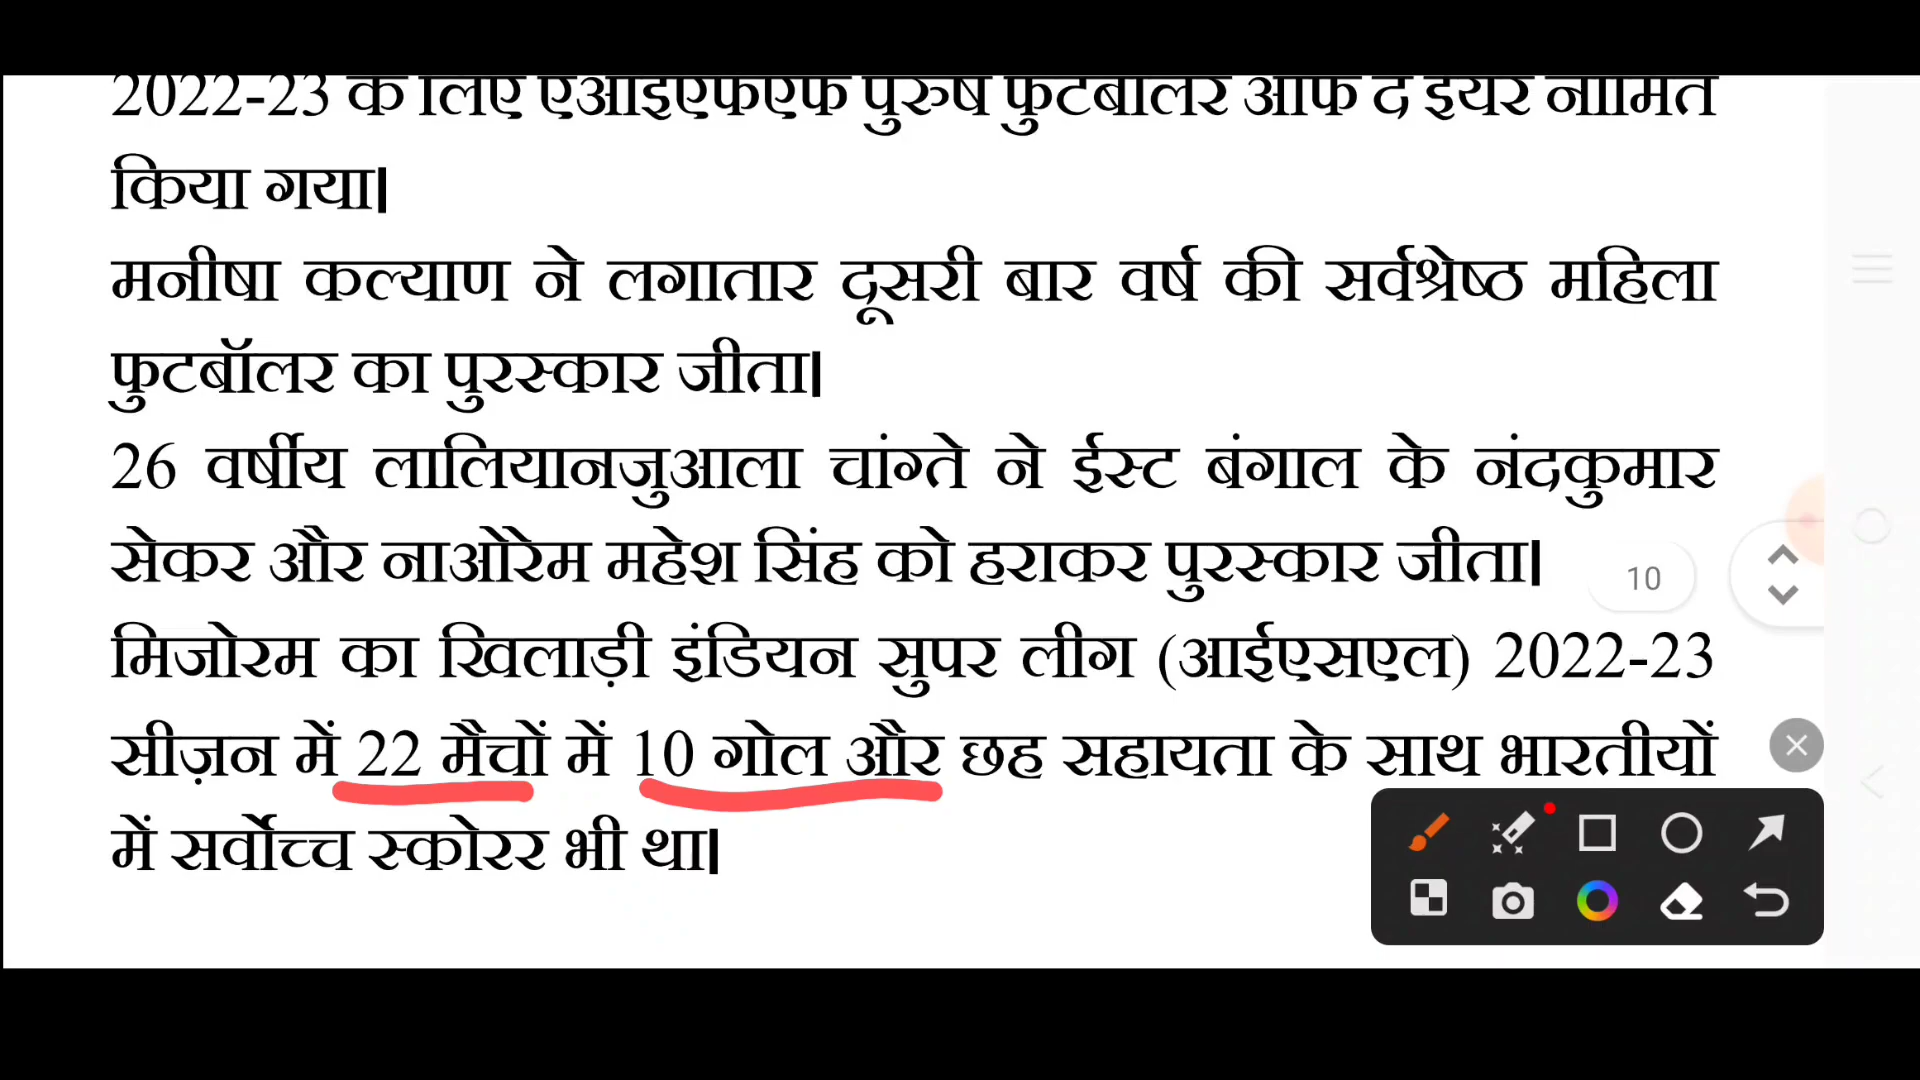 2022-23 के लिए एआईएफएफ पुरुष फुटबॉलर ऑफ द ईयर नामित
किया गया।
मनीषा कल्याण ने लगातार दूसरी बार वर्ष की सर्वश्रेष्ठ महिला
फुटबॉलर का पुरस्कार जीता।
26 वर्षीय लालियानजुआला चांग्ते ने ईस्ट बंगाल के नंदकुमार
सेकर और नाओरेम महेश सिंह को हराकर पुरस्कार जीता।
10
मिजोरम का खिलाड़ी इंडियन सुपर लीग (आईएसएल) 2022-23
सीज़न में 22 मैचों में 10 गोल और छह सहायता के साथ भारतीयों
में सर्वोच्च स्कोरर भी था।